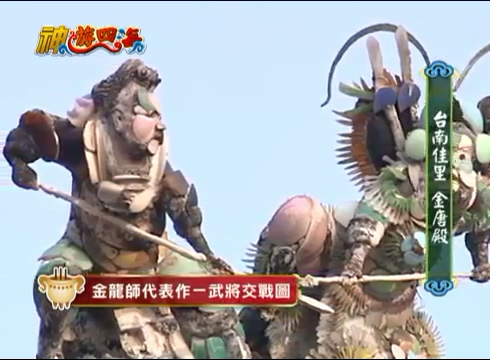 神遊四海
台南佳里 金唐殿
金龍師代表作－武將交戰圖